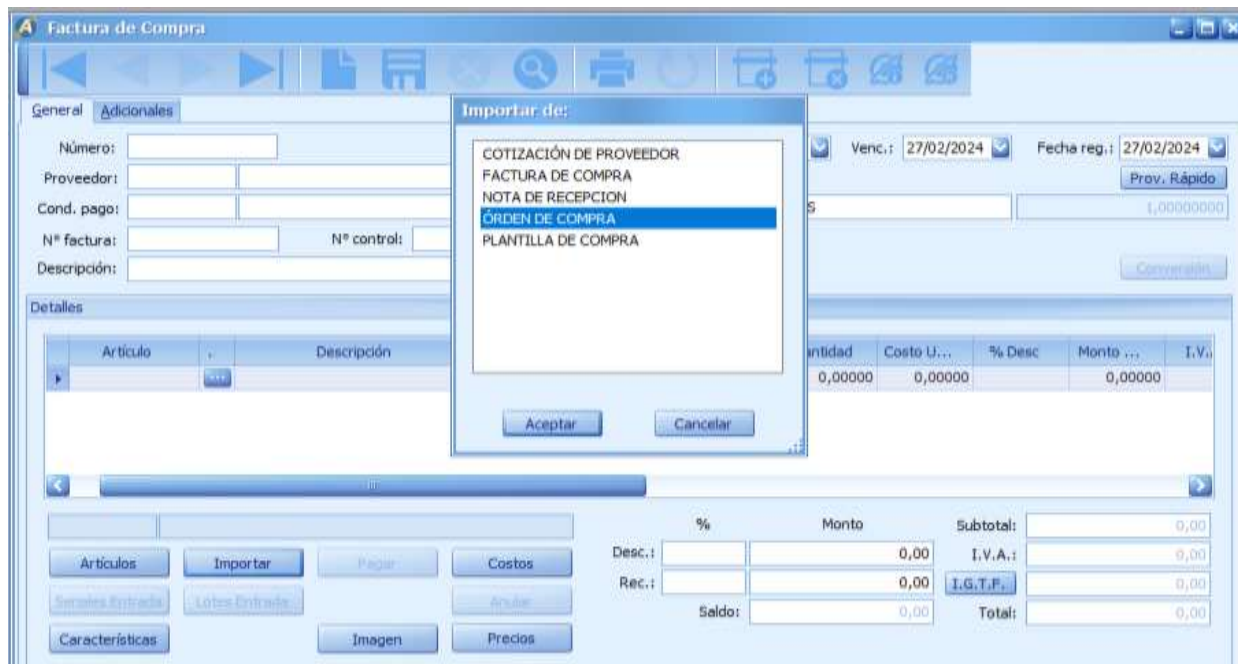 Factura de Compra
General Adicionales
Importar de:
COTIZACIÓN DE PROVEEDOR
FACTURA DE COMPRA
NOTA DE RECEPCION
ÓRDEN DE COMPRA
PLANTILLA DE COMPRA
Aceptar Cancelar
Número: Venc.: 27/02/2024 Fecha reg.: 27/02/2024
Proveedor: Prov. Rápido
Cond. pago: S 1,00000000
Nº factura: Nº control:
Descripción: Conversión
Detalles
Artículo . Descripción ntidad Costo U... % Desc Monto ... I.V.
... 0,00000 0,00000 0,00000
% Monto Subtotal: 0,00
Artículos Importar Pagar Costos Desc.: 0,00 I.V.A.: 0,00
Seriales Entrada Lotes Entrada Anular Rec.: 0,00 I.G.T.F. 0,00
Características Imagen Precios Saldo: 0,00 Total: 0,00